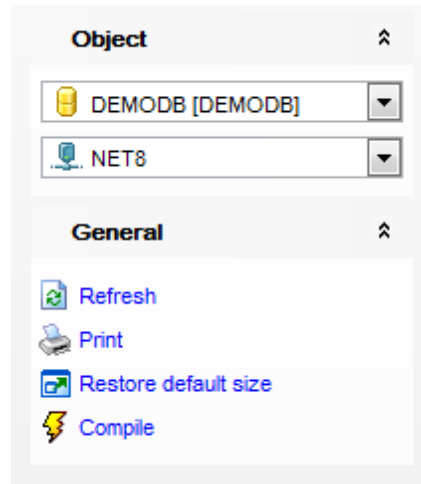 Object
DEMODB [DEMODB]
NET8
General
Refresh
Print
Restore default size
Compile